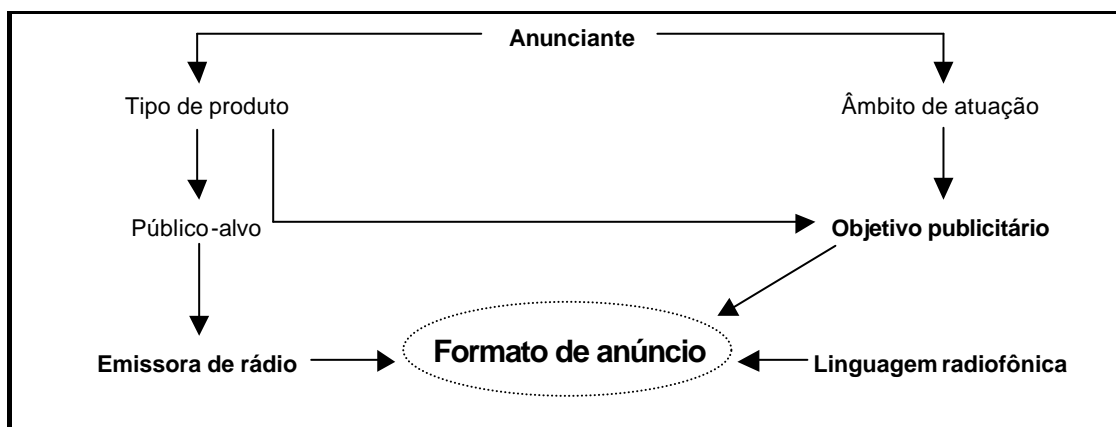 Anunciante
Tipo de produto
Âmbito de atuação
Público-alvo
Objetivo publicitário
Formato de anúncio
Emissora de rádio
Linguagem radiofônica